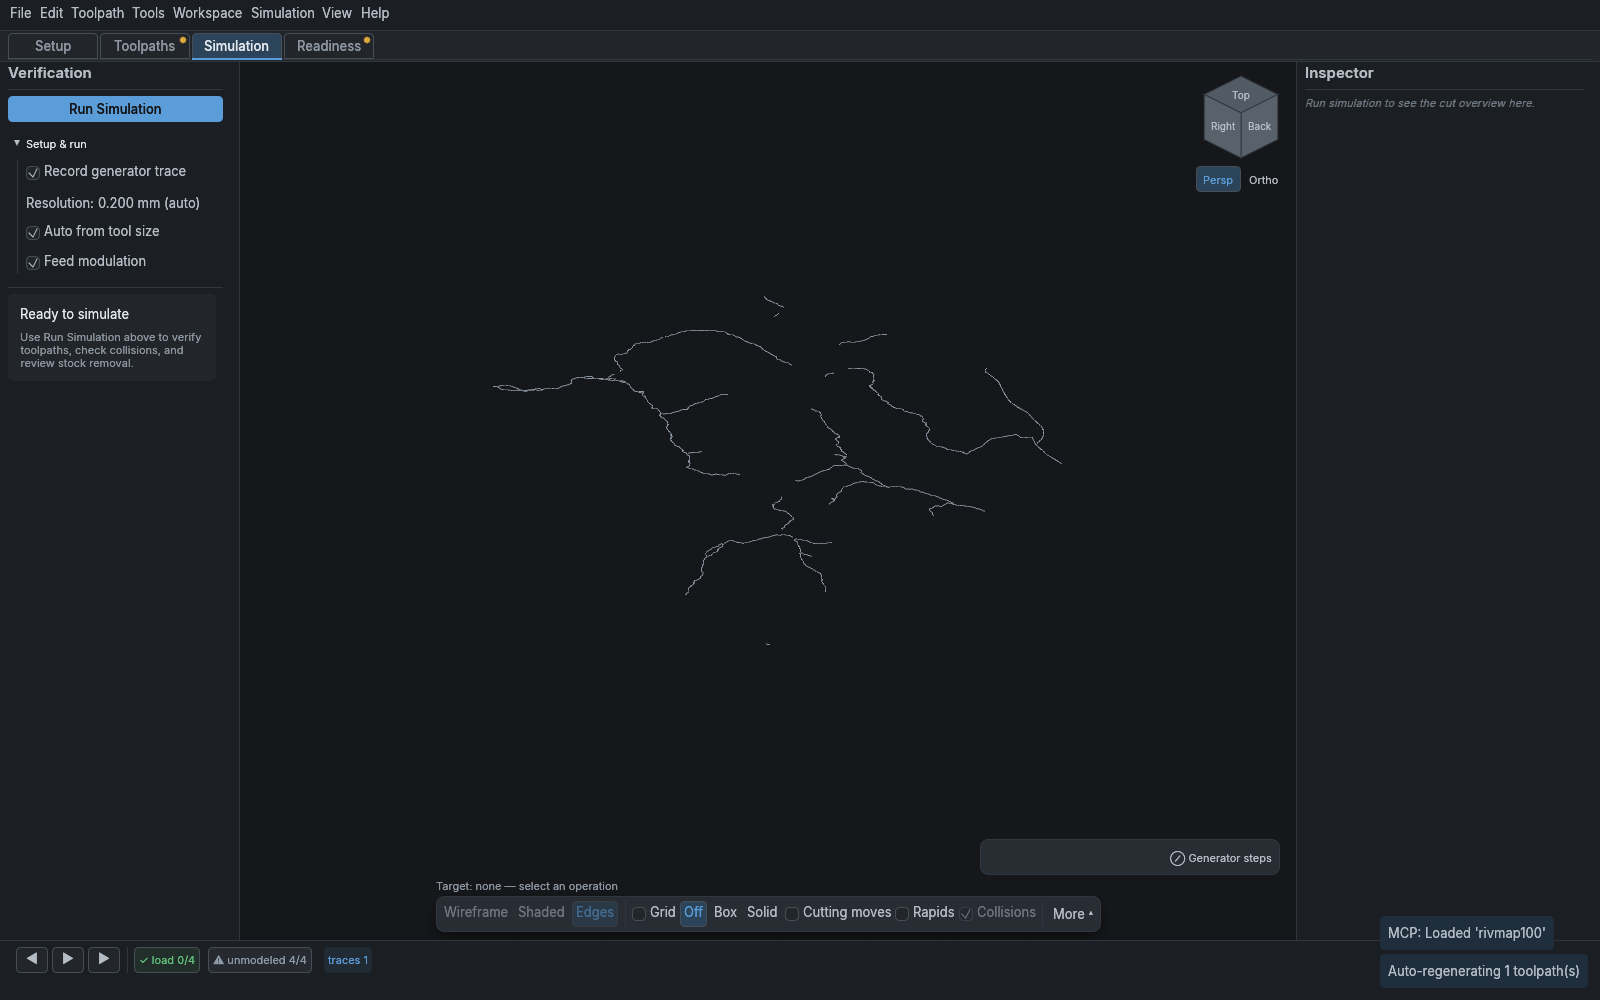 File Edit Toolpath Tools Workspace Simulation View Help
Setup Toolpaths Simulation Readiness
Verification
Run Simulation
Setup & run
Record generator trace
Resolution: 0.200 mm (auto)
Auto from tool size
Feed modulation
Ready to simulate
Use Run Simulation above to verify
toolpaths, check collisions, and
review stock removal.
Top
Right Back
Persp Ortho
Inspector
Run simulation to see the cut overview here.
Generator steps
Target: none — select an operation
Wireframe Shaded Edges Grid Off Box Solid Cutting moves Rapids Collisions More
MCP: Loaded 'rivmap100'
Auto-regenerating 1 toolpath(s)
load 0/4 unmodeled 4/4 traces 1